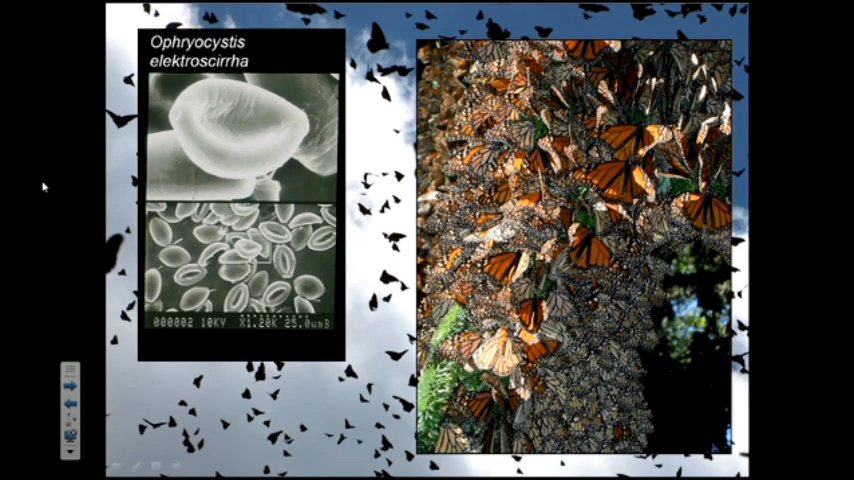 Ophryocystis
elektroscirrha
000002 10KV X1.20K 25.0um